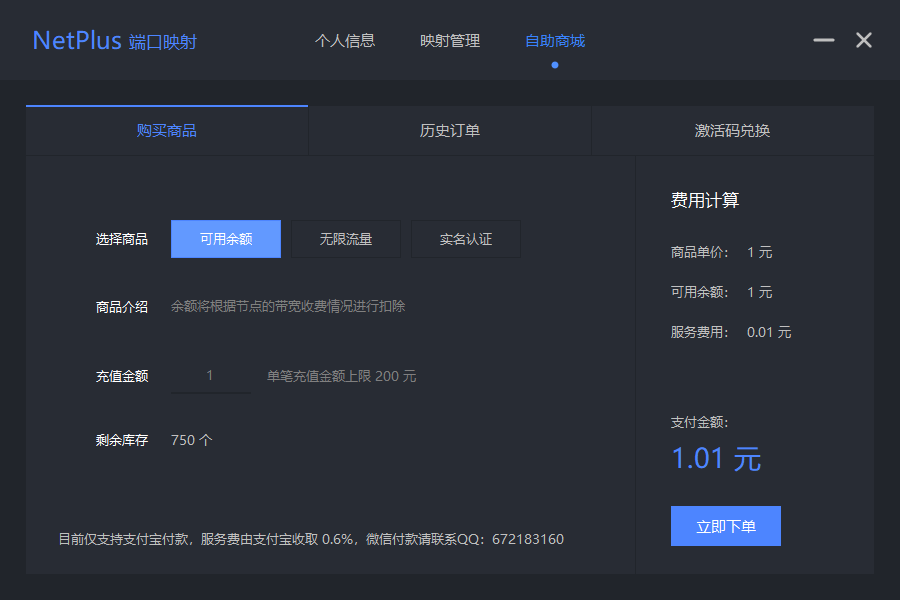 NetPlus 端口映射
个人信息 映射管理 自助商城
购买商品 历史订单 激活码兑换
选择商品 可用余额 无限流量 实名认证
商品介绍 余额将根据节点的带宽收费情况进行扣除
充值金额 1 单笔充值金额上限 200 元
剩余库存 750 个
目前仅支持支付宝付款，服务费由支付宝收取 0.6%，微信付款请联系QQ：672183160
费用计算
商品单价： 1 元
可用余额： 1 元
服务费用： 0.01 元
支付金额：
1.01 元
立即下单